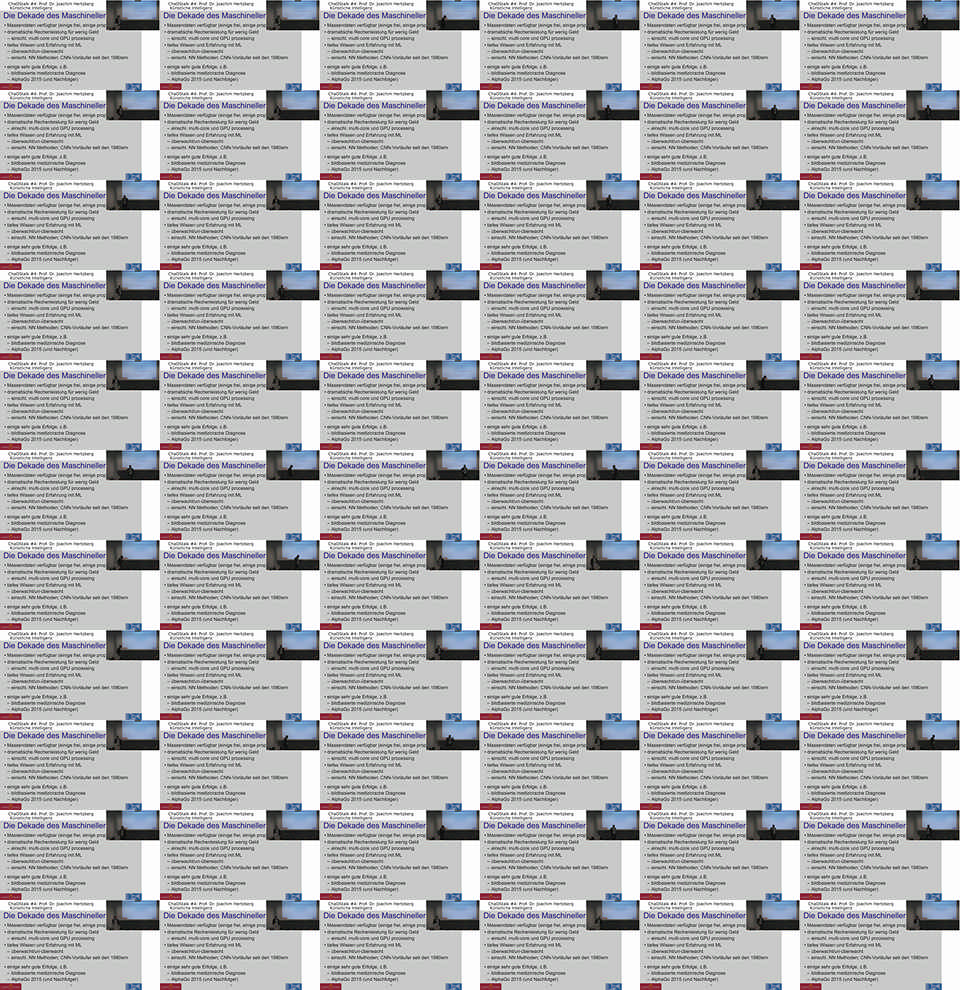 ChaOStalk #4: Prof. Dr. Joachim Hertzberg
Künstliche Intelligenz
Die Dekade des Maschineller
• Massendaten verfügbar (einige frei, einige prop
• dramatische Rechenleistung für wenig Geld
– einschl. multi-core und GPU processing
• tiefes Wissen und Erfahrung mit ML
– überwacht/un-überwacht
– einschl. NN Methoden; CNN-Vorläufer seit den 1980ern
• einige sehr gute Erfolge, z.B.
– bildbasierte medizinische Diagnose
– AlphaGo 2015 (und Nachfolger)